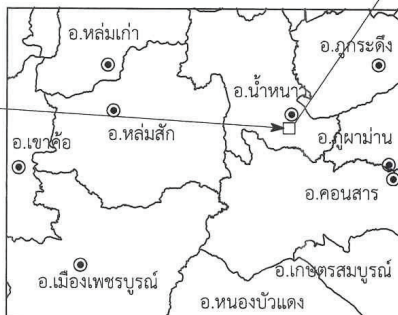 อ.หล่มเก่า
อ.ภูกระดึง
อ.น้ำหนาว
อ.หล่มสัก
อ.ภูผาม่าน
อ.เขาค้อ
อ.คอนสาร
อ.เมืองเพชรบูรณ์
อ.เกษตรสมบูรณ์
อ.หนองบัวแดง